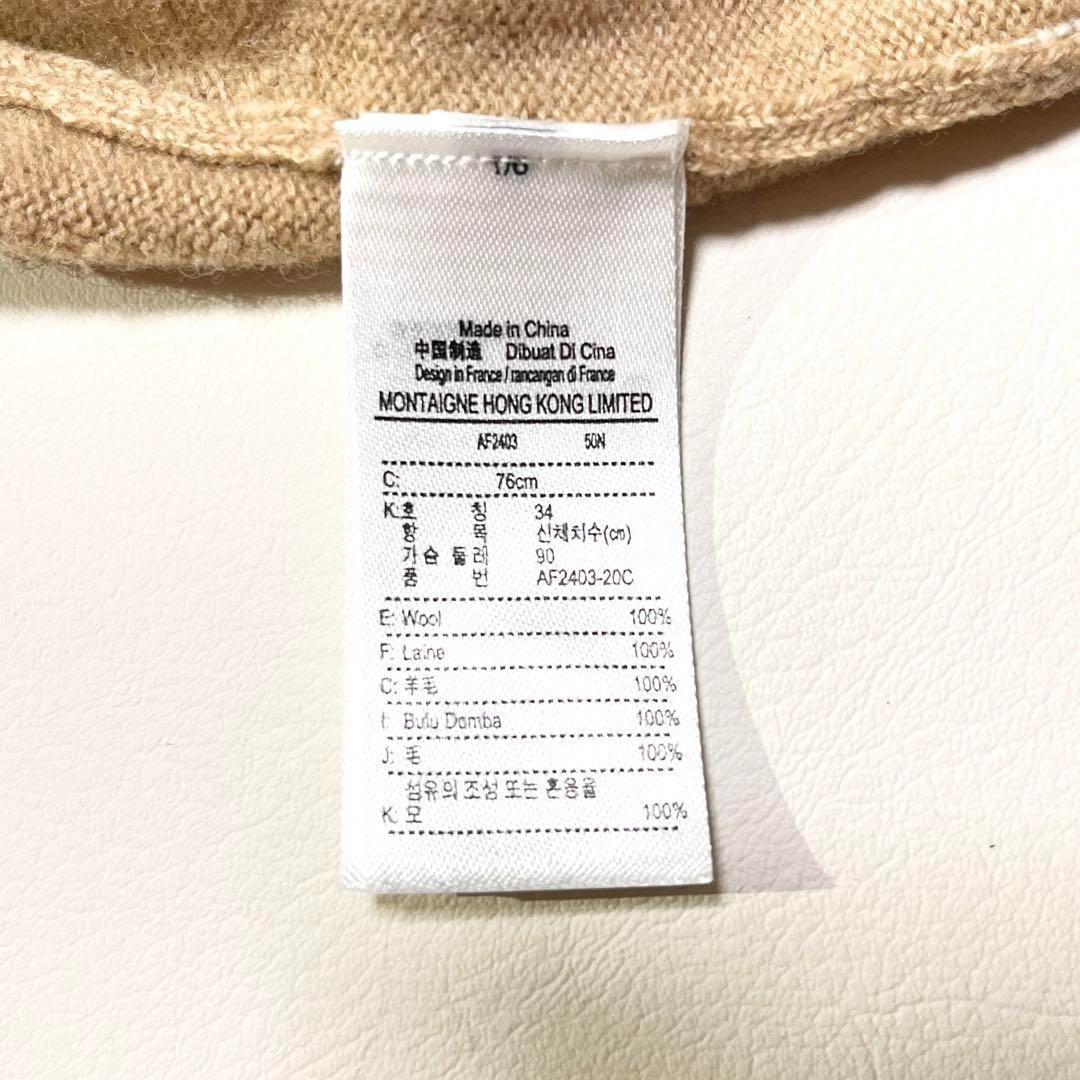 Made in China
中国制造 Dibuat Di Cina
Design in France / rancangan di France
MONTAIGNE HONG KONG LIMITED
AF2403 50N
C: 76cm
K:호 칭 34
항 목 신체치수(cm)
가슴 둘레 90
품 번 AF2403-20C
E: Wool 100%
F: Laine 100%
C: 羊毛 100%
I: Bulu Domba 100%
J: 毛 100%
섬유의 조성 또는 혼용율
K: 모 100%